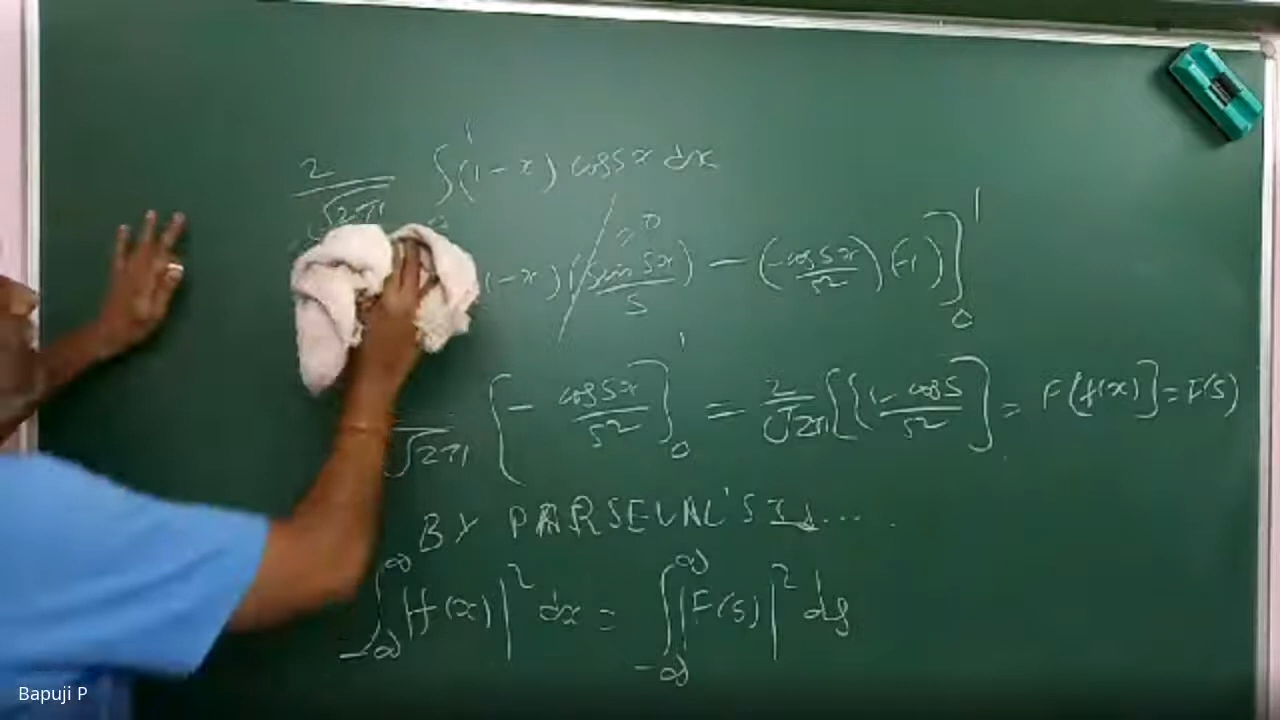 2/√2π ∫₀¹ (1-x) cos sx dx
(1-x) (sin sx/s) →0 - (-cos sx/s²)(-1)]₀¹
/√2π [- cos sx/s²]₀¹ = 2/√2π [(1-cos s/s²] = F[f(x)] = F(s)
BY PARSEVAL'S Id....
∫₋∞^∞ |f(x)|² dx = ∫₋∞^∞ |F(s)|² ds
Bapuji P